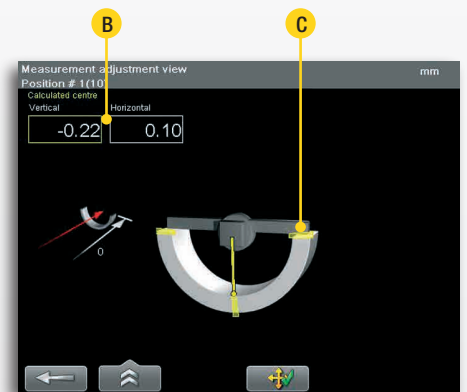 B
C
Measurement adjustment view
mm
Position # 1(10)
Calculated centre
Vertical
Horizontal
-0.22
0.10
0